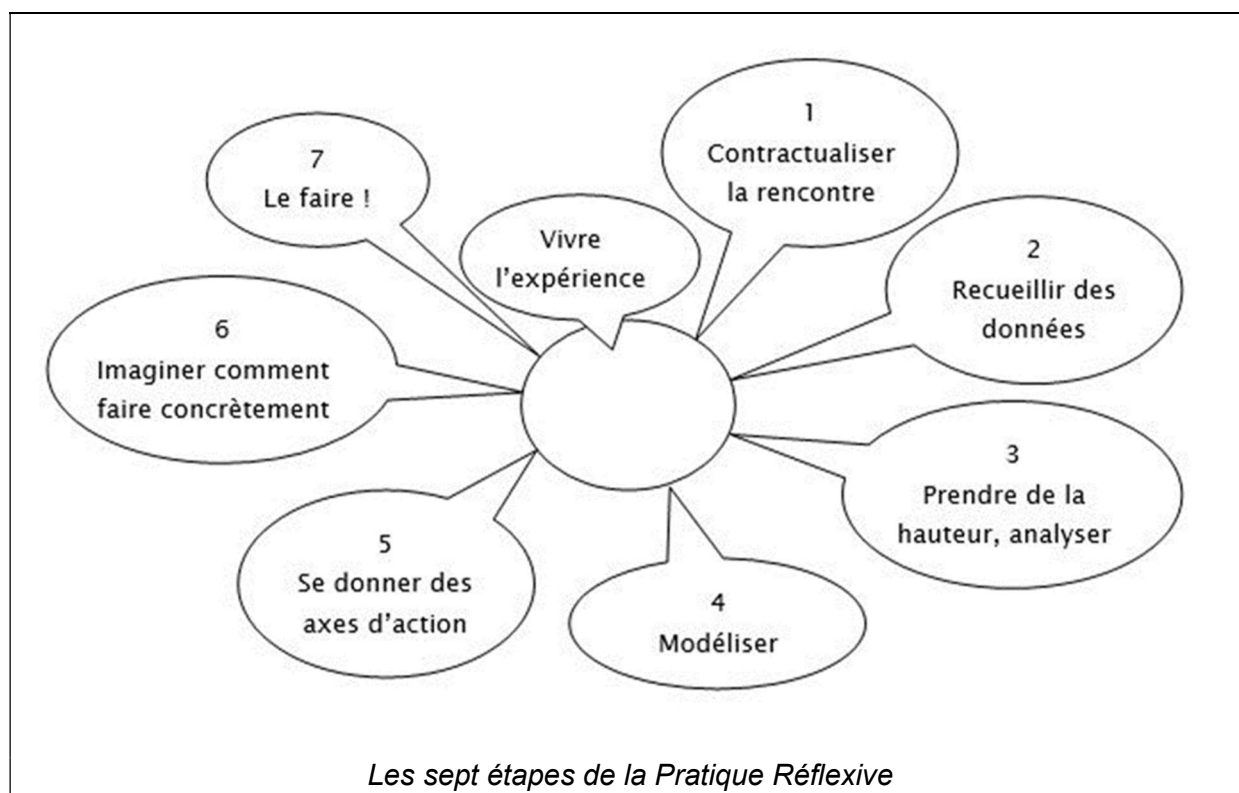 Vivre
l'expérience
1
Contractualiser
la rencontre
2
Recueillir des
données
3
Prendre de la
hauteur, analyser
4
Modéliser
5
Se donner des
axes d'action
6
Imaginer comment
faire concrètement
7
Le faire !
Les sept étapes de la Pratique Réflexive